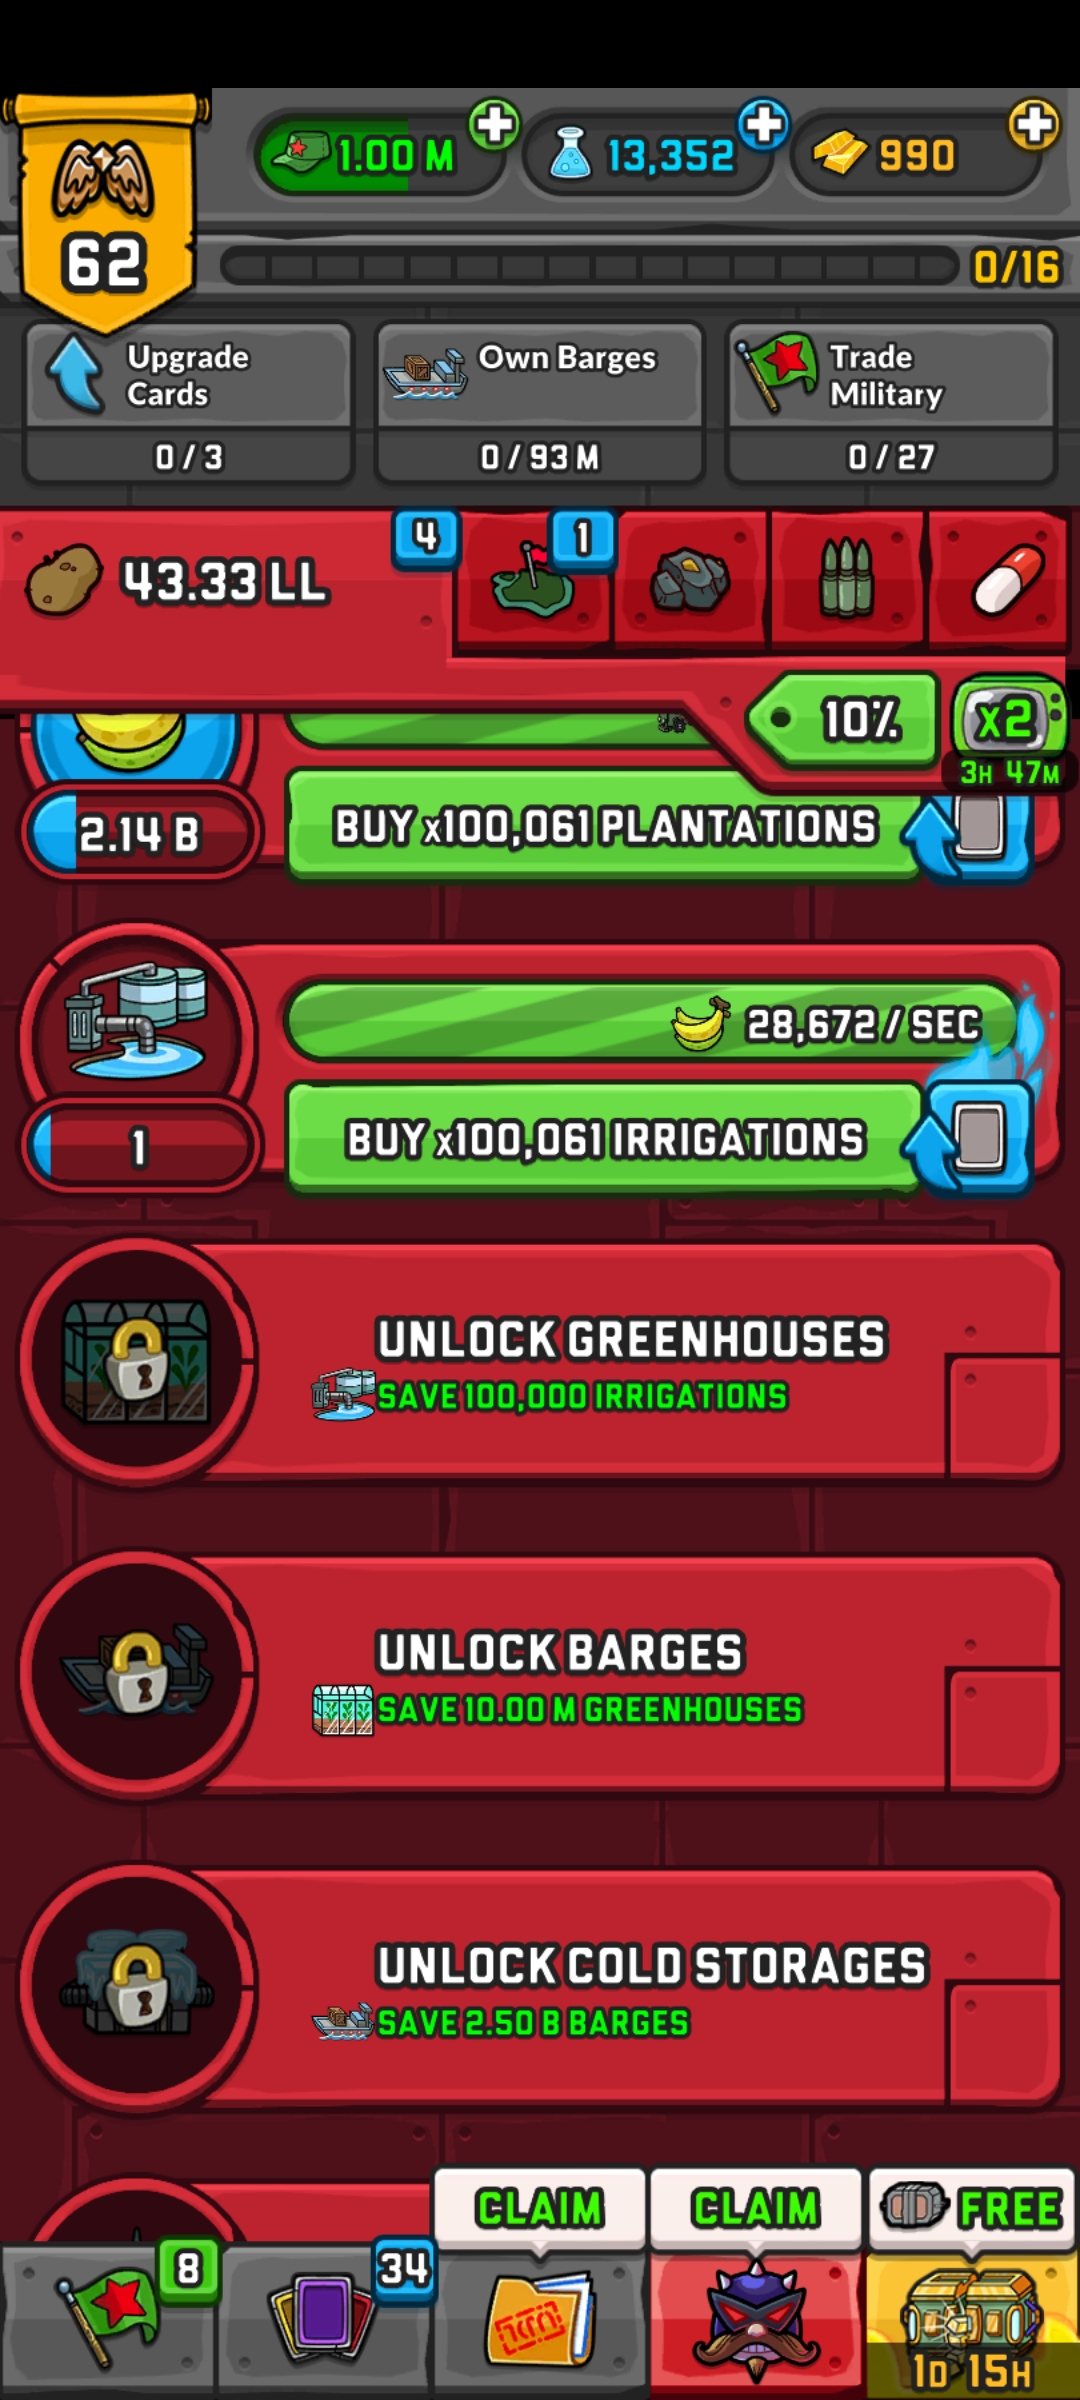 1.00 M
13,352
990
62
0/16
Upgrade
Cards
0 / 3
Own Barges
0 / 93 M
Trade
Military
0 / 27
43.33 LL
4
1
10%
x2
3H 47M
2.14 B
BUY x100,061 PLANTATIONS
28,672 / SEC
1
BUY x100,061 IRRIGATIONS
UNLOCK GREENHOUSES
SAVE 100,000 IRRIGATIONS
UNLOCK BARGES
SAVE 10.00 M GREENHOUSES
UNLOCK COLD STORAGES
SAVE 2.50 B BARGES
CLAIM
CLAIM
FREE
8
34
1D 15H